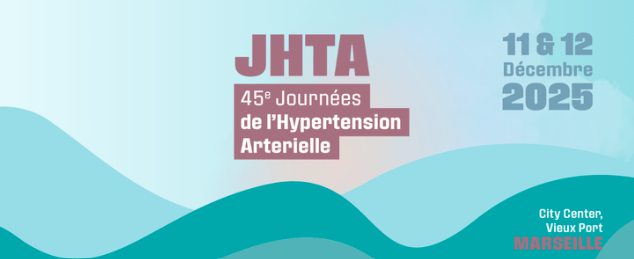 JHTA
45e Journées
de l'Hypertension
Arterielle
11 & 12
Décembre
2025
City Center,
Vieux Port
MARSEILLE